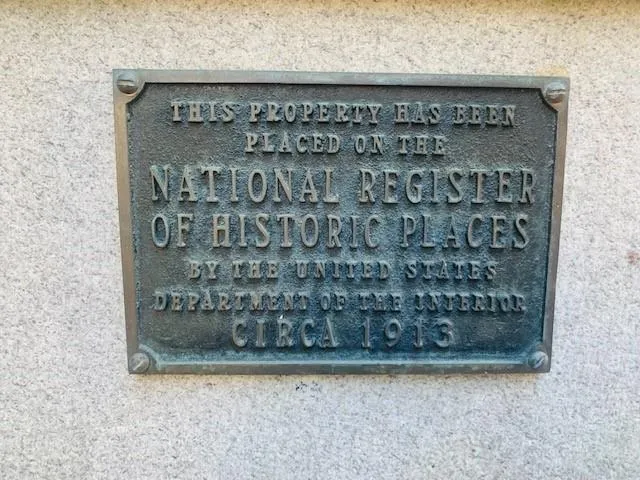 THIS PROPERTY HAS BEEN
PLACED ON THE
NATIONAL REGISTER
OF HISTORIC PLACES
BY THE UNITED STATES
DEPARTMENT OF THE INTERIOR
CIRCA 1913